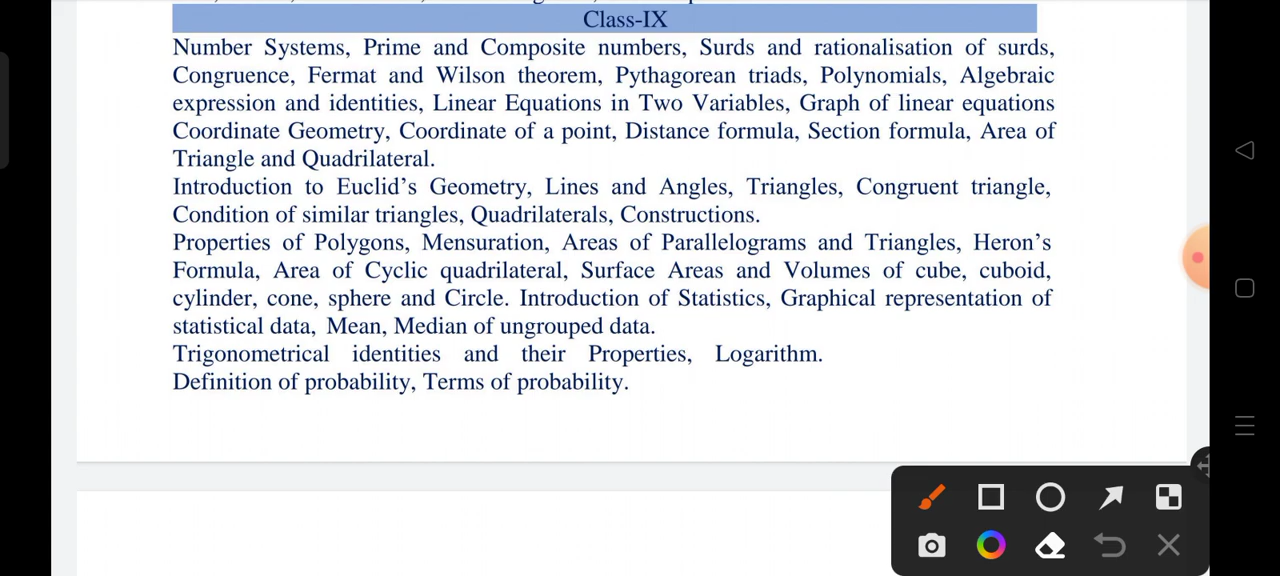 Class-IX
Number Systems, Prime and Composite numbers, Surds and rationalisation of surds,
Congruence, Fermat and Wilson theorem, Pythagorean triads, Polynomials, Algebraic
expression and identities, Linear Equations in Two Variables, Graph of linear equations
Coordinate Geometry, Coordinate of a point, Distance formula, Section formula, Area of
Triangle and Quadrilateral.
Introduction to Euclid’s Geometry, Lines and Angles, Triangles, Congruent triangle,
Condition of similar triangles, Quadrilaterals, Constructions.
Properties of Polygons, Mensuration, Areas of Parallelograms and Triangles, Heron’s
Formula, Area of Cyclic quadrilateral, Surface Areas and Volumes of cube, cuboid,
cylinder, cone, sphere and Circle. Introduction of Statistics, Graphical representation of
statistical data, Mean, Median of ungrouped data.
Trigonometrical identities and their Properties, Logarithm.
Definition of probability, Terms of probability.